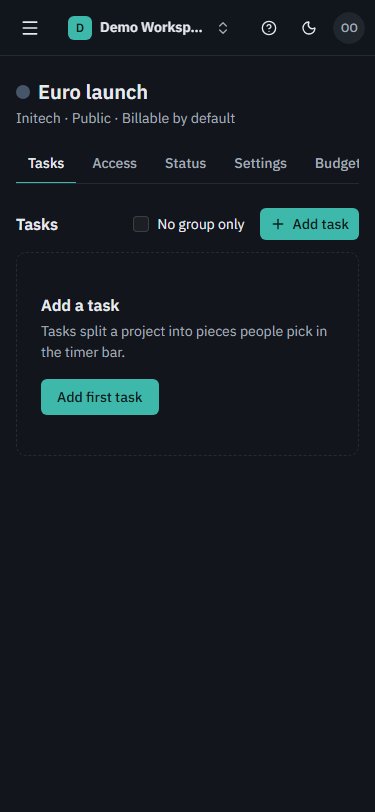 D Demo Worksp... OO
Euro launch
Initech · Public · Billable by default
Tasks Access Status Settings Budget
Tasks No group only + Add task
Add a task
Tasks split a project into pieces people pick in
the timer bar.
Add first task